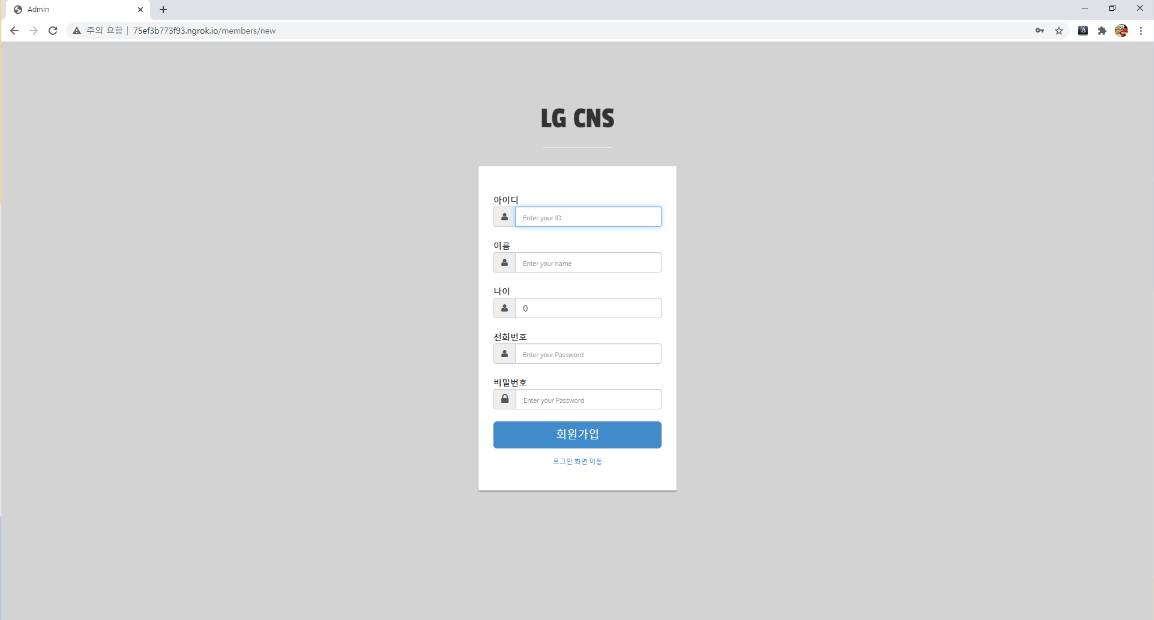 Admin
주의 요함 | 75ef3b773f93.ngrok.io/members/new
LG CNS
아이디
Enter your ID
이름
Enter your name
나이
0
전화번호
Enter your Password
비밀번호
Enter your Password
회원가입
로그인 화면 이동